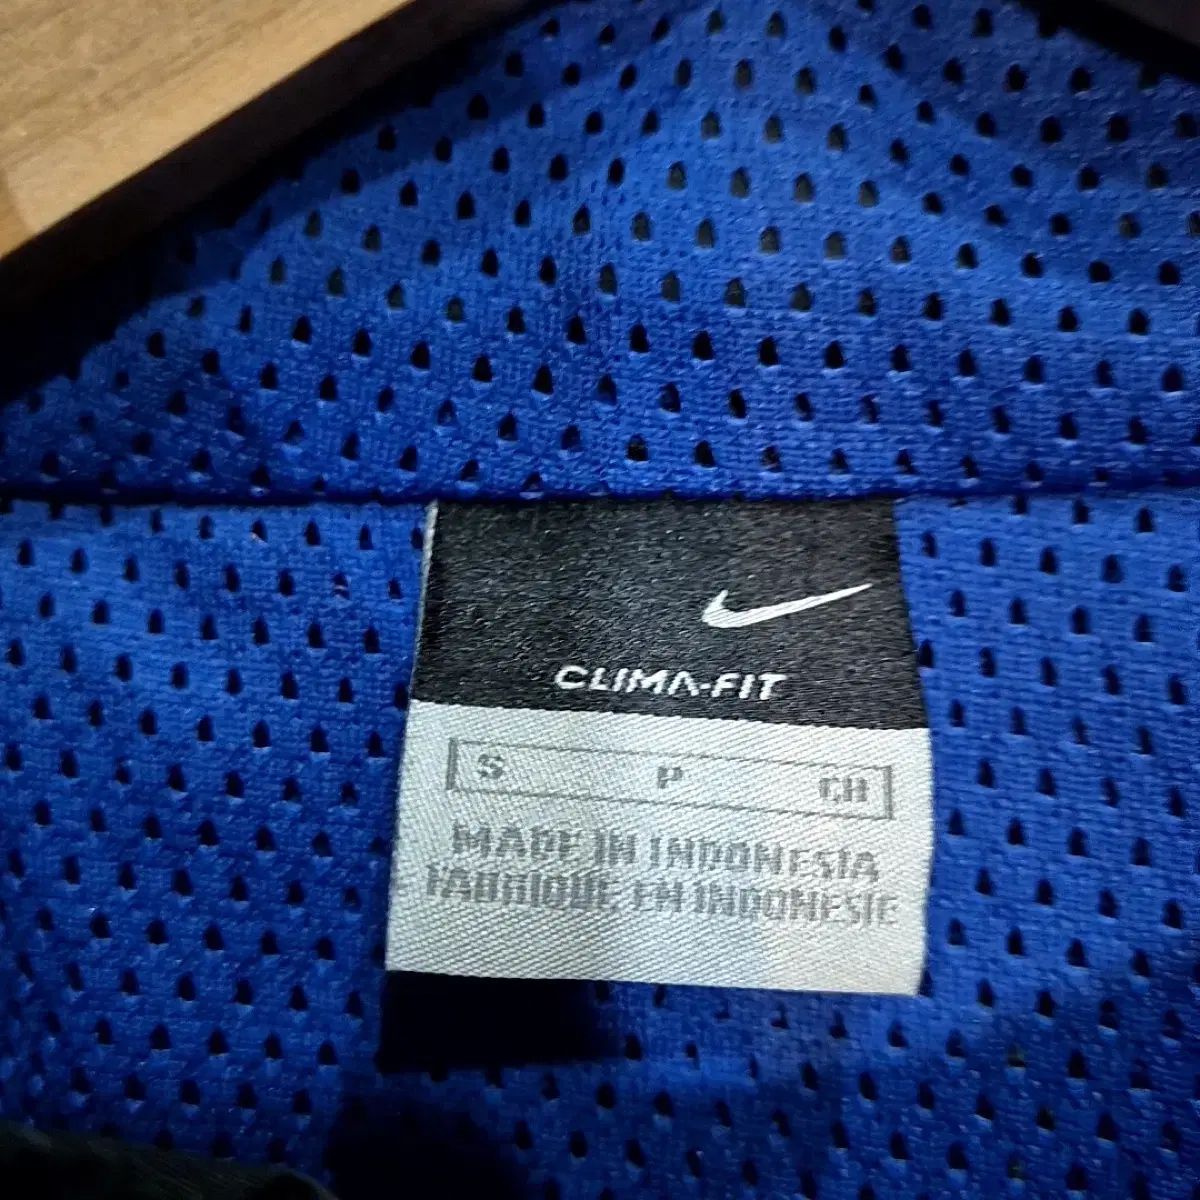 CLIMA-FIT
S P CH
MADE IN INDONESIA
FABRIQUE EN INDONESIE